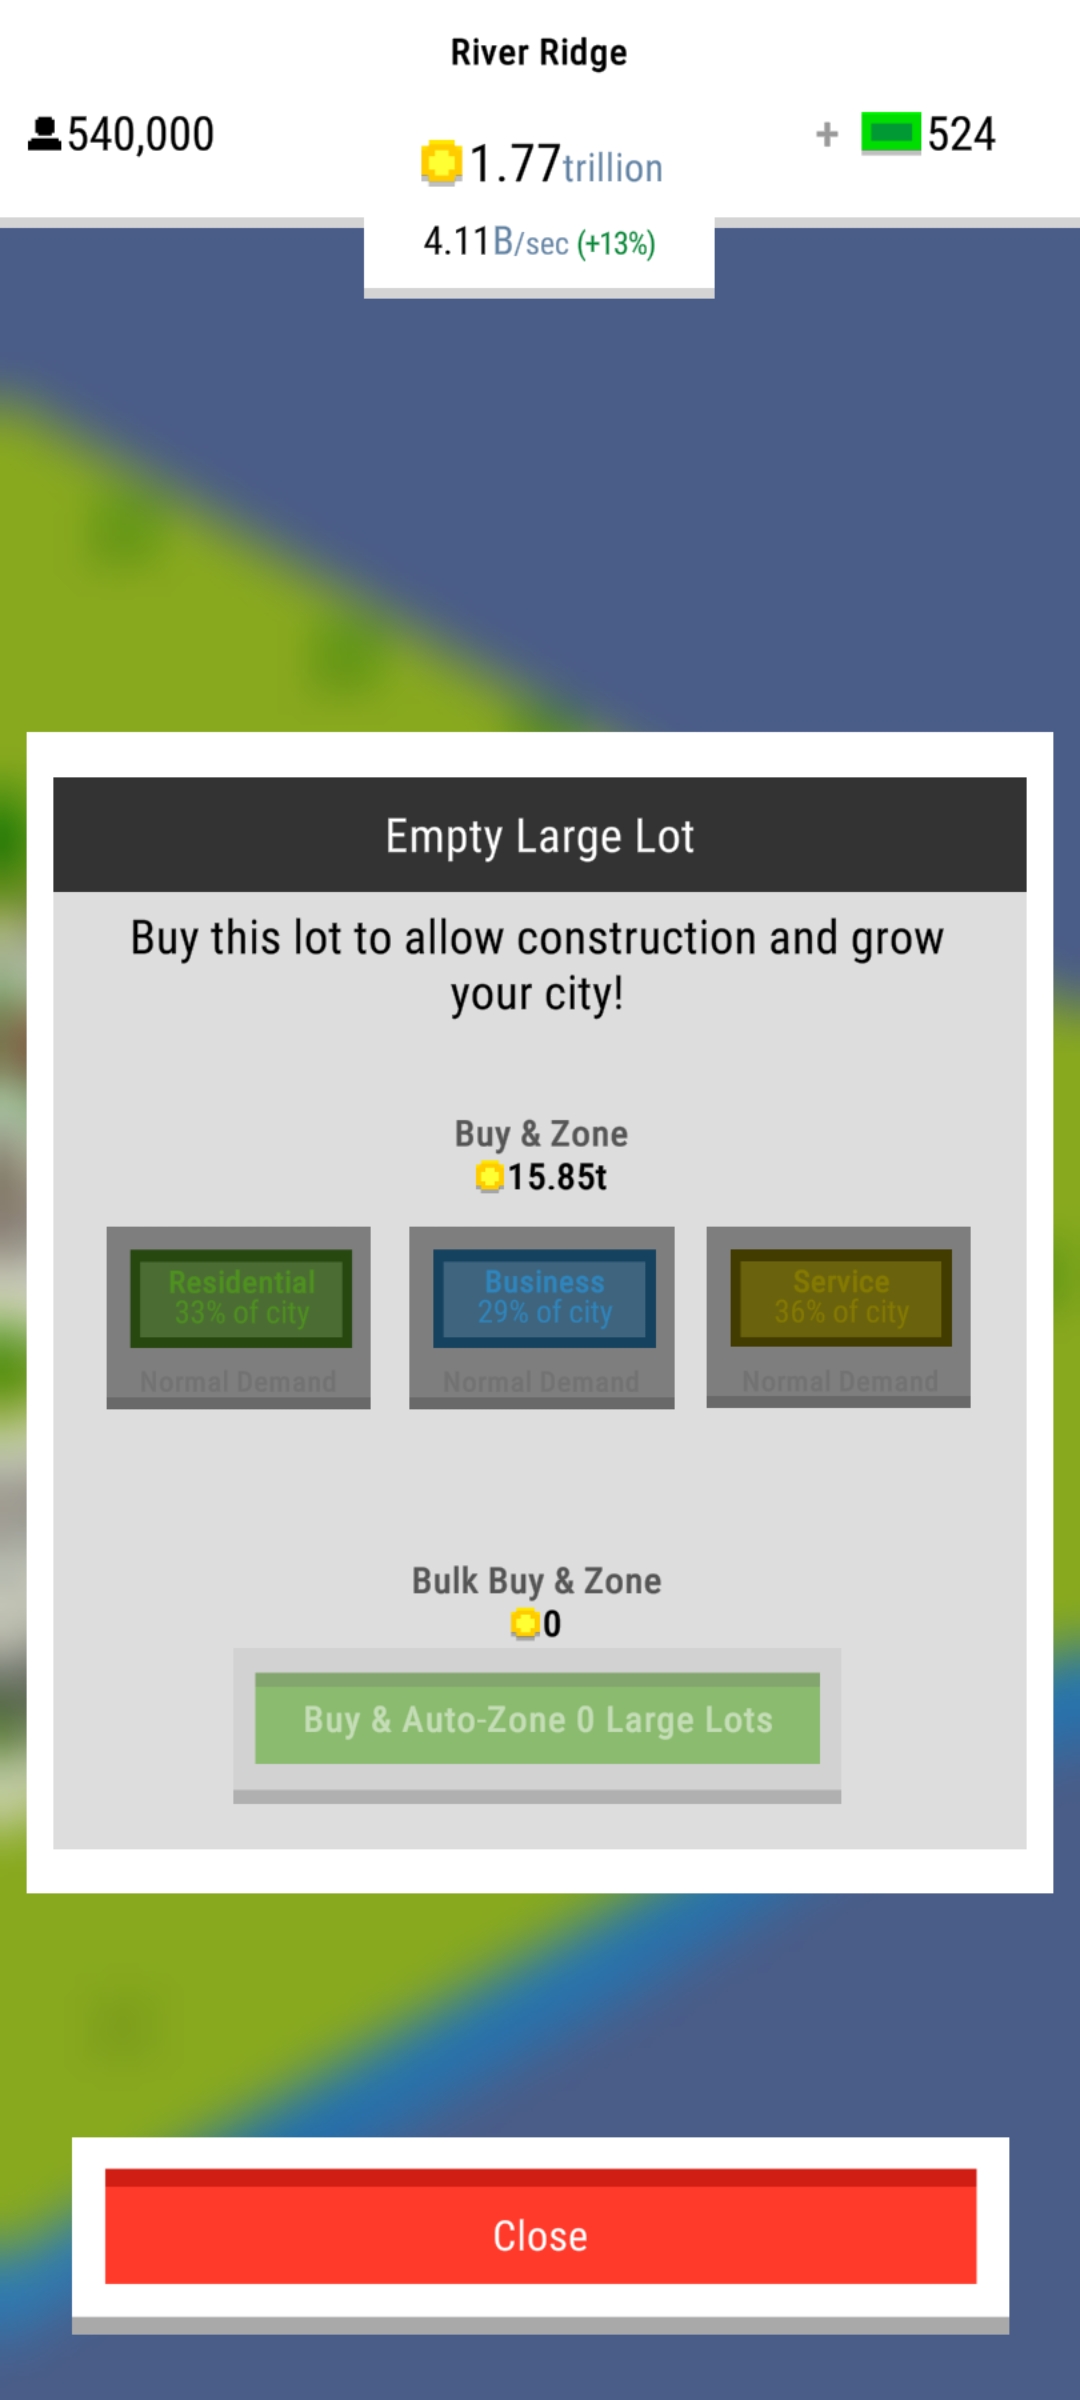 River Ridge
540,000
1.77trillion
+ 524
4.11B/sec (+13%)
Empty Large Lot
Buy this lot to allow construction and grow
your city!
Buy & Zone
15.85t
Residential
33% of city
Normal Demand
Business
29% of city
Normal Demand
Service
36% of city
Normal Demand
Bulk Buy & Zone
0
Buy & Auto-Zone 0 Large Lots
Close